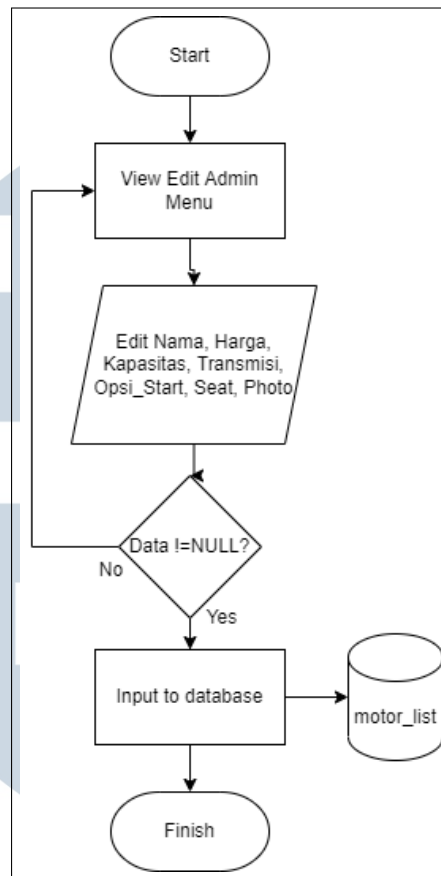 Start
View Edit Admin
Menu
Edit Nama, Harga,
Kapasitas, Transmisi,
Opsi_Start, Seat, Photo
Data !=NULL?
No
Yes
Input to database
motor_list
Finish